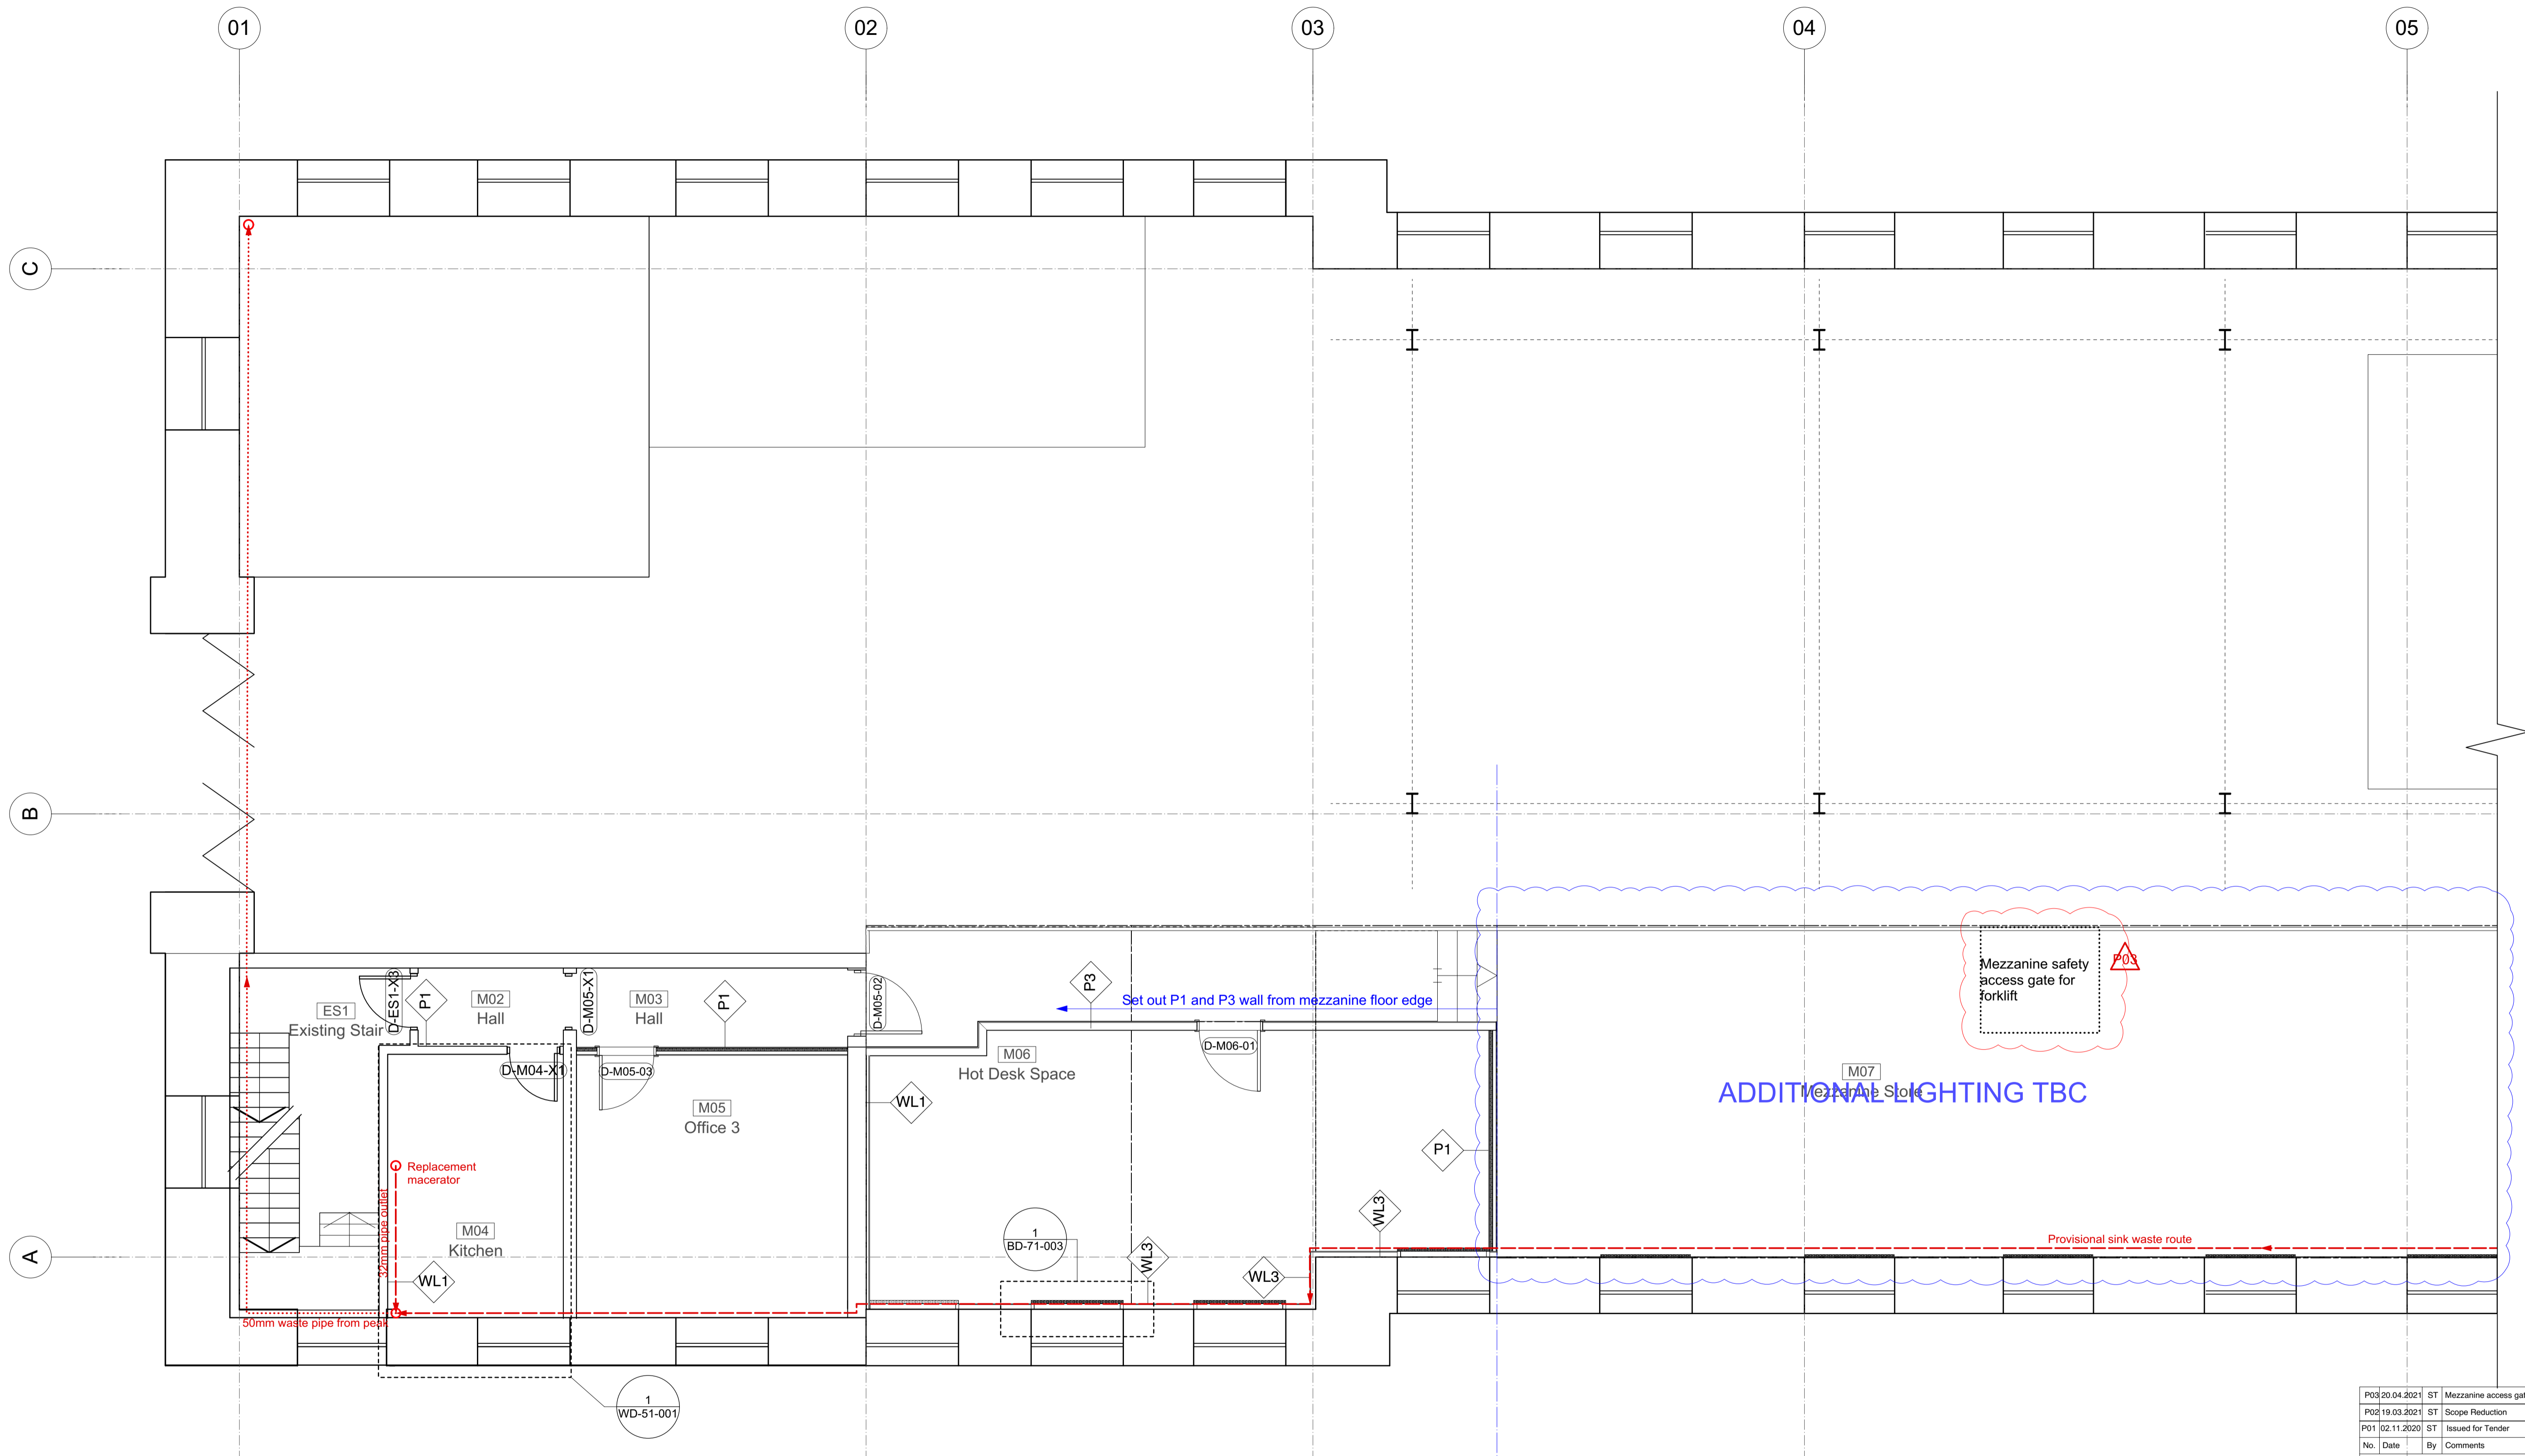 01
02
03
04
05
C
B
A
D-ES1-X3
P1
M02
Hall
D-M05-X1
M03
Hall
P1
D-M05-02
P3
Set out P1 and P3 wall from mezzanine floor edge
Mezzanine safety
access gate for
forklift
P03
ES1
Existing Stair
D-M04-X1
D-M05-03
M05
Office 3
M06
Hot Desk Space
D-M06-01
WL1
P1
M07
Mezzanine Store
ADDITIONAL LIGHTING TBC
Replacement
macerator
32mm pipe outlet
M04
Kitchen
WL1
1
BD-71-003
WL3
WL3
WL3
Provisional sink waste route
50mm waste pipe from peak
1
WD-51-001
P03 20.04.2021 ST Mezzanine access gat
P02 19.03.2021 ST Scope Reduction
P01 02.11.2020 ST Issued for Tender
No. Date By Comments